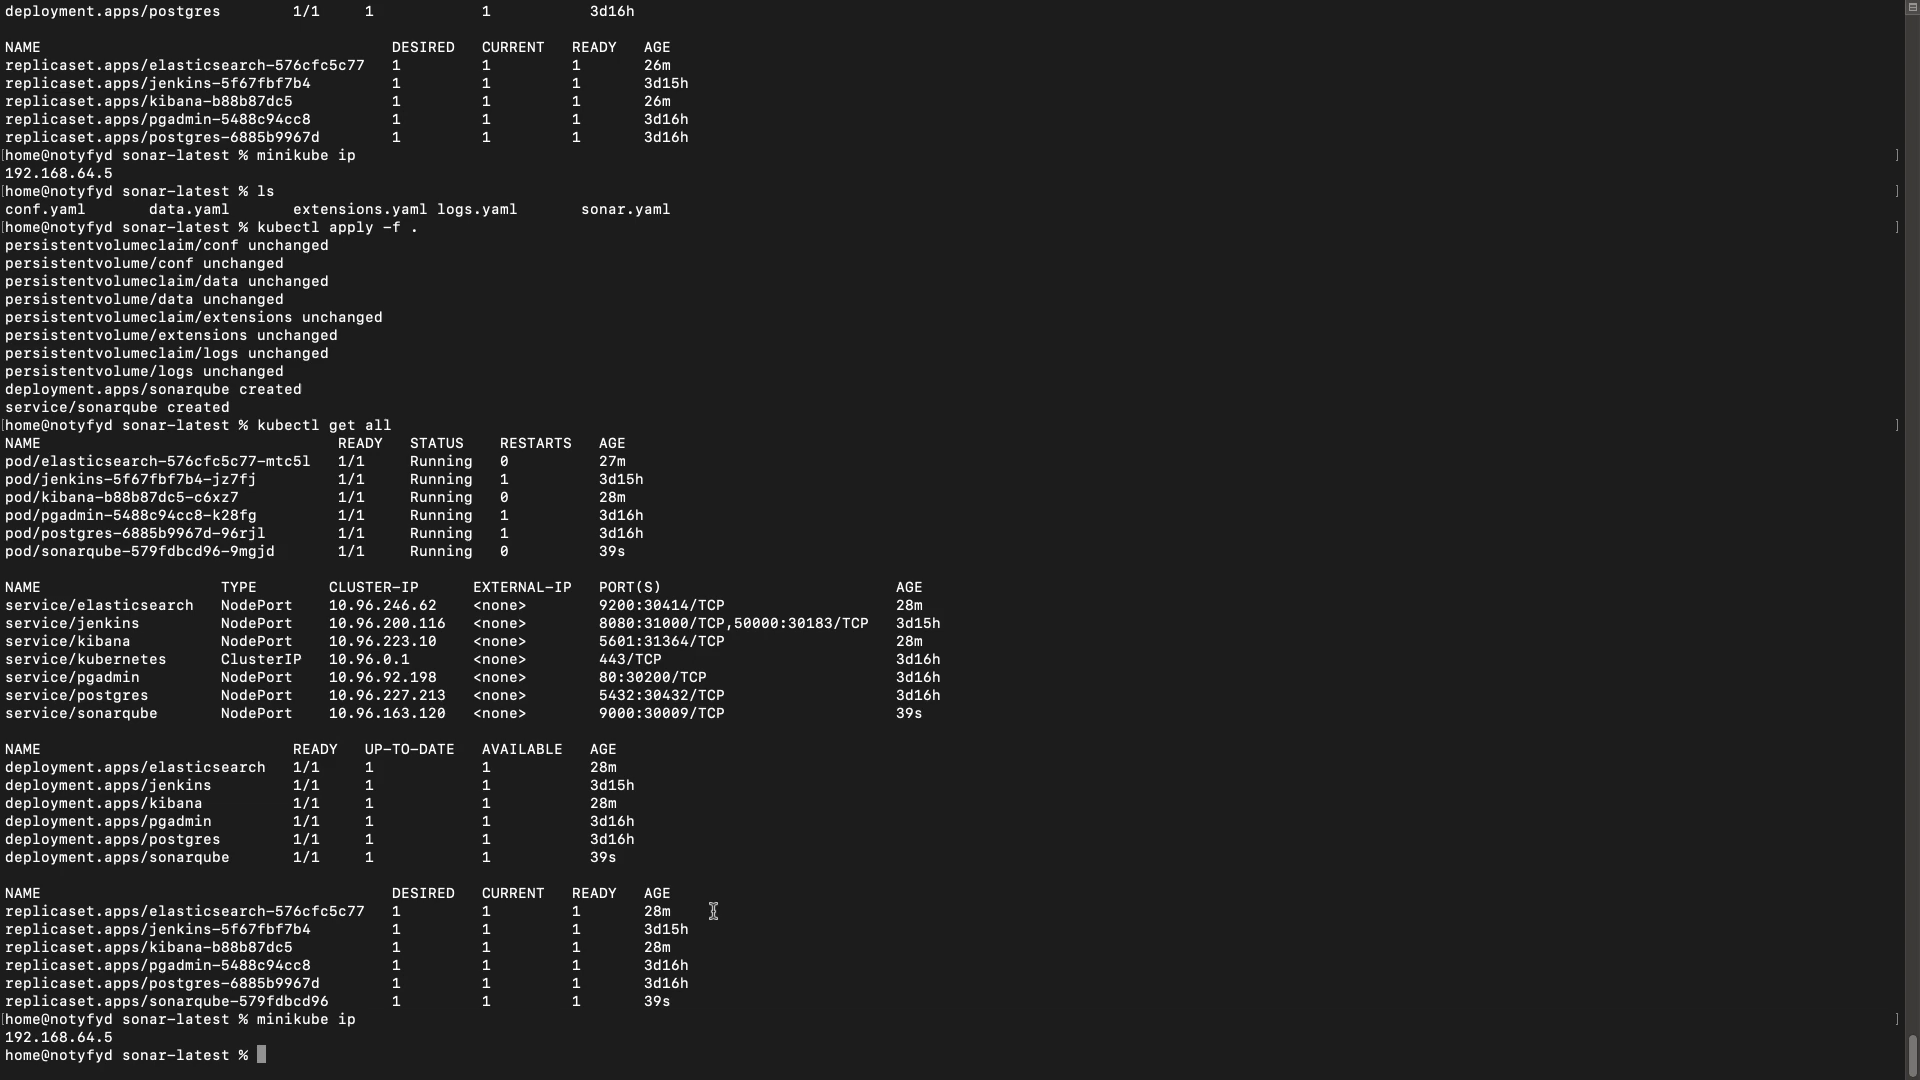 deployment.apps/postgres        1/1     1            1           3d16h
NAME                                       DESIRED   CURRENT   READY   AGE
replicaset.apps/elasticsearch-576cfc5c77   1         1         1       26m
replicaset.apps/jenkins-5f67fbf7b4         1         1         1       3d15h
replicaset.apps/kibana-b88b87dc5           1         1         1       26m
replicaset.apps/pgadmin-5488c94cc8         1         1         1       3d16h
replicaset.apps/postgres-6885b9967d        1         1         1       3d16h
[home@notyfyd sonar-latest % minikube ip ]
192.168.64.5
[home@notyfyd sonar-latest % ls ]
conf.yaml       data.yaml       extensions.yaml logs.yaml       sonar.yaml
[home@notyfyd sonar-latest % kubectl apply -f . ]
persistentvolumeclaim/conf unchanged
persistentvolume/conf unchanged
persistentvolumeclaim/data unchanged
persistentvolume/data unchanged
persistentvolumeclaim/extensions unchanged
persistentvolume/extensions unchanged
persistentvolumeclaim/logs unchanged
persistentvolume/logs unchanged
deployment.apps/sonarqube created
service/sonarqube created
[home@notyfyd sonar-latest % kubectl get all ]
NAME                                 READY   STATUS    RESTARTS   AGE
pod/elasticsearch-576cfc5c77-mtc5l   1/1     Running   0          27m
pod/jenkins-5f67fbf7b4-jz7fj         1/1     Running   1          3d15h
pod/kibana-b88b87dc5-c6xz7           1/1     Running   0          28m
pod/pgadmin-5488c94cc8-k28fg         1/1     Running   1          3d16h
pod/postgres-6885b9967d-96rjl        1/1     Running   1          3d16h
pod/sonarqube-579fdbcd96-9mgjd       1/1     Running   0          39s
NAME                    TYPE        CLUSTER-IP      EXTERNAL-IP   PORT(S)                          AGE
service/elasticsearch   NodePort    10.96.246.62    <none>        9200:30414/TCP                   28m
service/jenkins         NodePort    10.96.200.116   <none>        8080:31000/TCP,50000:30183/TCP   3d15h
service/kibana          NodePort    10.96.223.10    <none>        5601:31364/TCP                   28m
service/kubernetes      ClusterIP   10.96.0.1       <none>        443/TCP                          3d16h
service/pgadmin         NodePort    10.96.92.198    <none>        80:30200/TCP                     3d16h
service/postgres        NodePort    10.96.227.213   <none>        5432:30432/TCP                   3d16h
service/sonarqube       NodePort    10.96.163.120   <none>        9000:30009/TCP                   39s
NAME                            READY   UP-TO-DATE   AVAILABLE   AGE
deployment.apps/elasticsearch   1/1     1            1           28m
deployment.apps/jenkins         1/1     1            1           3d15h
deployment.apps/kibana          1/1     1            1           28m
deployment.apps/pgadmin         1/1     1            1           3d16h
deployment.apps/postgres        1/1     1            1           3d16h
deployment.apps/sonarqube       1/1     1            1           39s
NAME                                       DESIRED   CURRENT   READY   AGE
replicaset.apps/elasticsearch-576cfc5c77   1         1         1       28m
replicaset.apps/jenkins-5f67fbf7b4         1         1         1       3d15h
replicaset.apps/kibana-b88b87dc5           1         1         1       28m
replicaset.apps/pgadmin-5488c94cc8         1         1         1       3d16h
replicaset.apps/postgres-6885b9967d        1         1         1       3d16h
replicaset.apps/sonarqube-579fdbcd96       1         1         1       39s
[home@notyfyd sonar-latest % minikube ip ]
192.168.64.5
home@notyfyd sonar-latest %